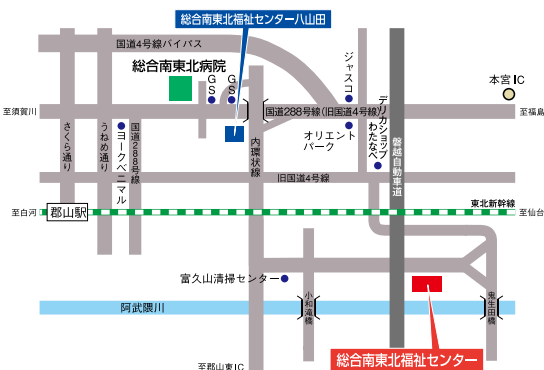 総合南東北福祉センター八山田
国道4号線バイパス
総合南東北病院
GS
GS
ジャスコ
本宮IC
至須賀川
国道288号線(旧国道4号線)
至福島
さくら通り
うねめ通り
ヨークベニマル
国道288号線
内環状線
オリエント
パーク
デリカショップ
わたなべ
磐越自動車道
旧国道4号線
東北新幹線
至白河
郡山駅
至仙台
富久山清掃センター
小和滝橋
鬼生田橋
阿武隈川
総合南東北福祉センター
至郡山東IC